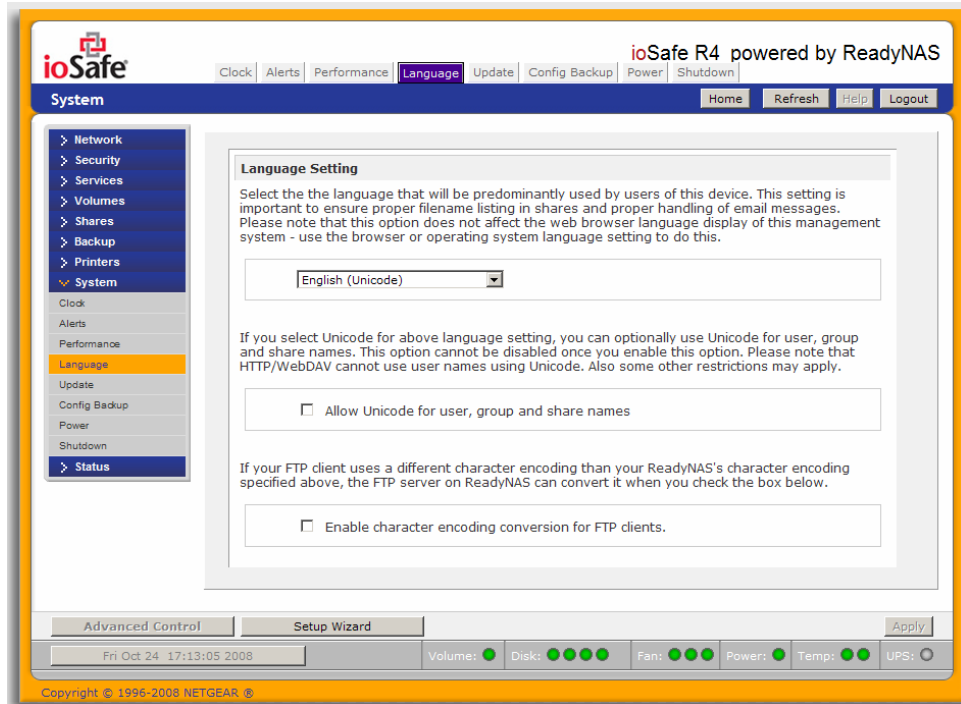 ioSafe
ioSafe R4 powered by ReadyNAS
Clock Alerts Performance Language Update Config Backup Power Shutdown
System
Home Refresh Help Logout
Network
Security
Services
Volumes
Shares
Backup
Printers
System
Clock
Alerts
Performance
Language
Update
Config Backup
Power
Shutdown
Status
Language Setting
Select the the language that will be predominantly used by users of this device. This setting is
important to ensure proper filename listing in shares and proper handling of email messages.
Please note that this option does not affect the web browser language display of this management
system - use the browser or operating system language setting to do this.
English (Unicode)
If you select Unicode for above language setting, you can optionally use Unicode for user, group
and share names. This option cannot be disabled once you enable this option. Please note that
HTTP/WebDAV cannot use user names using Unicode. Also some other restrictions may apply.
Allow Unicode for user, group and share names
If your FTP client uses a different character encoding than your ReadyNAS's character encoding
specified above, the FTP server on ReadyNAS can convert it when you check the box below.
Enable character encoding conversion for FTP clients.
Advanced Control Setup Wizard Apply
Fri Oct 24 17:13:05 2008 Volume: Disk: Fan: Power: Temp: UPS:
Copyright © 1996-2008 NETGEAR ®